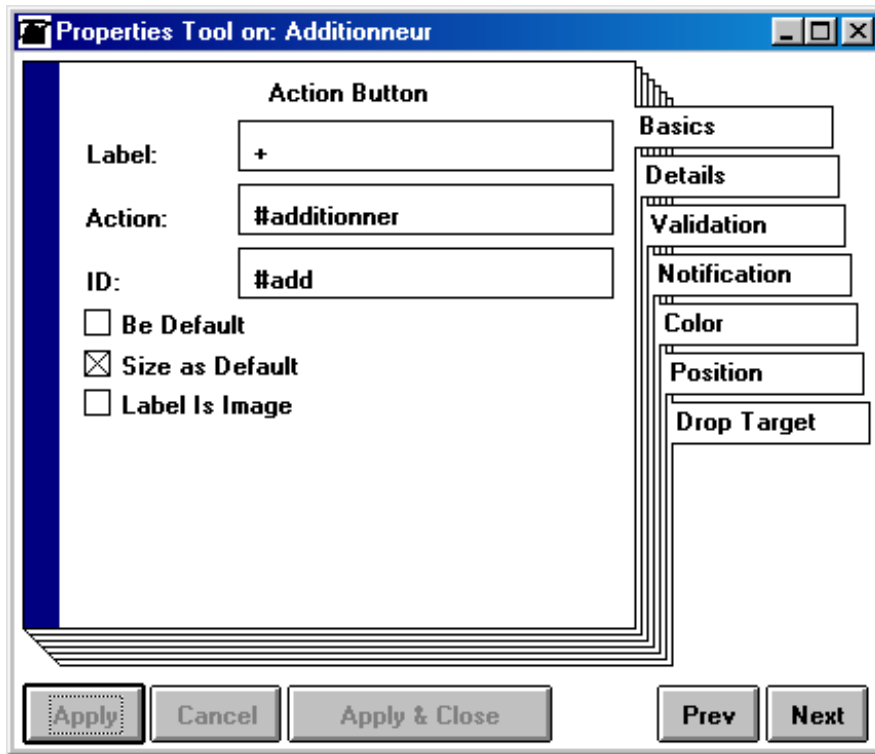 Properties Tool on: Additionneur
Action Button
Label:
+
Action:
#additionner
ID:
#add
Be Default
Size as Default
Label Is Image
Basics
Details
Validation
Notification
Color
Position
Drop Target
Apply
Cancel
Apply & Close
Prev
Next